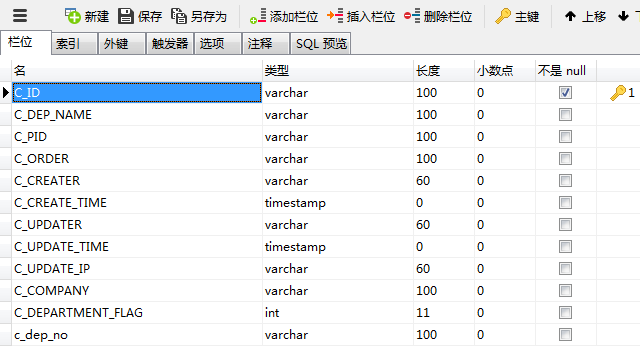 新建 保存 另存为 添加栏位 插入栏位 删除栏位 主键 上移
栏位 索引 外键 触发器 选项 注释 SQL 预览
名 类型 长度 小数点 不是 null
C_ID varchar 100 0 1
C_DEP_NAME varchar 100 0
C_PID varchar 100 0
C_ORDER varchar 100 0
C_CREATER varchar 60 0
C_CREATE_TIME timestamp 0 0
C_UPDATER varchar 60 0
C_UPDATE_TIME timestamp 0 0
C_UPDATE_IP varchar 60 0
C_COMPANY varchar 100 0
C_DEPARTMENT_FLAG int 11 0
c_dep_no varchar 100 0